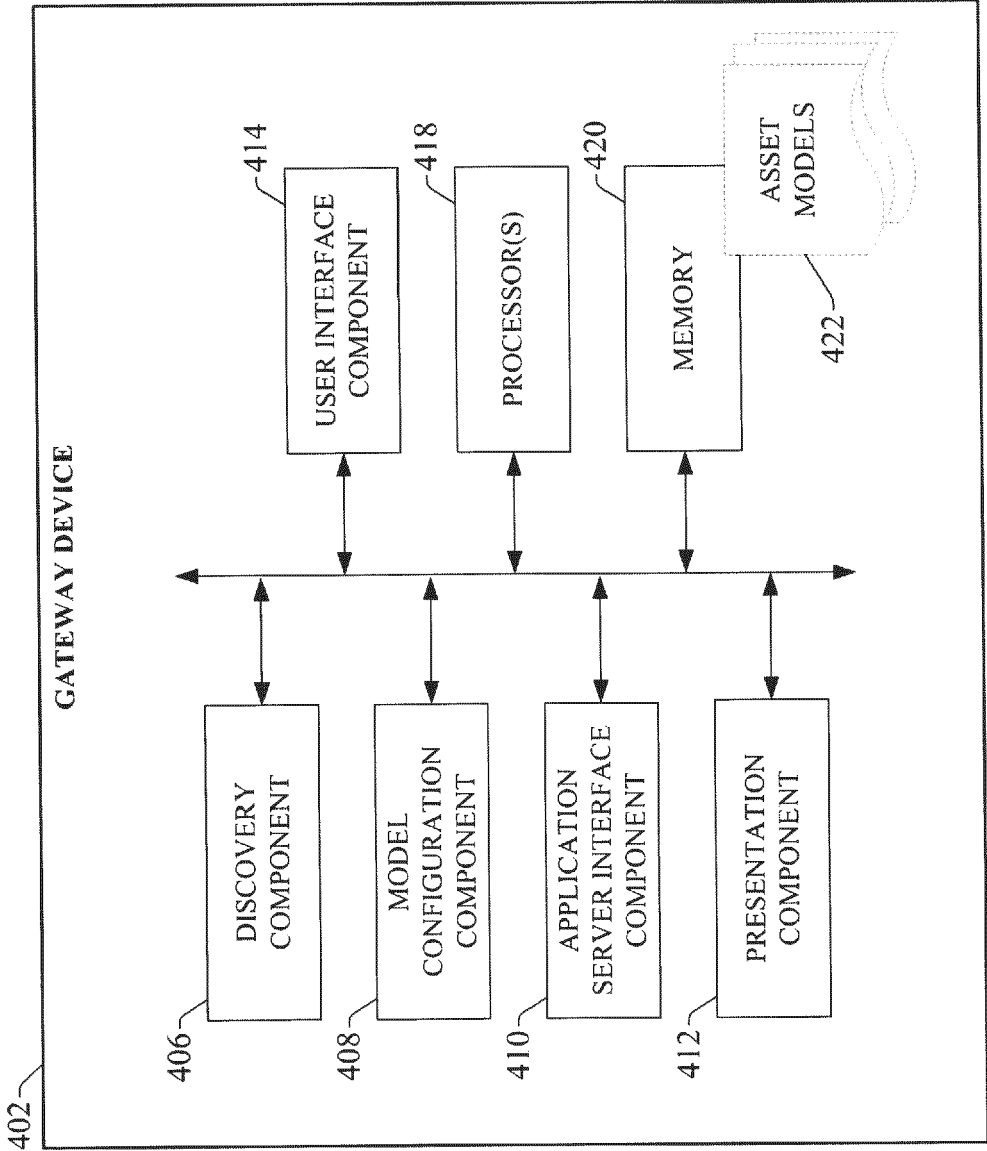 402
GATEWAY DEVICE
406
DISCOVERY
COMPONENT
408
MODEL
CONFIGURATION
COMPONENT
410
APPLICATION
SERVER INTERFACE
COMPONENT
412
PRESENTATION
COMPONENT
414
USER INTERFACE
COMPONENT
418
PROCESSOR(S)
420
MEMORY
ASSET
MODELS
422